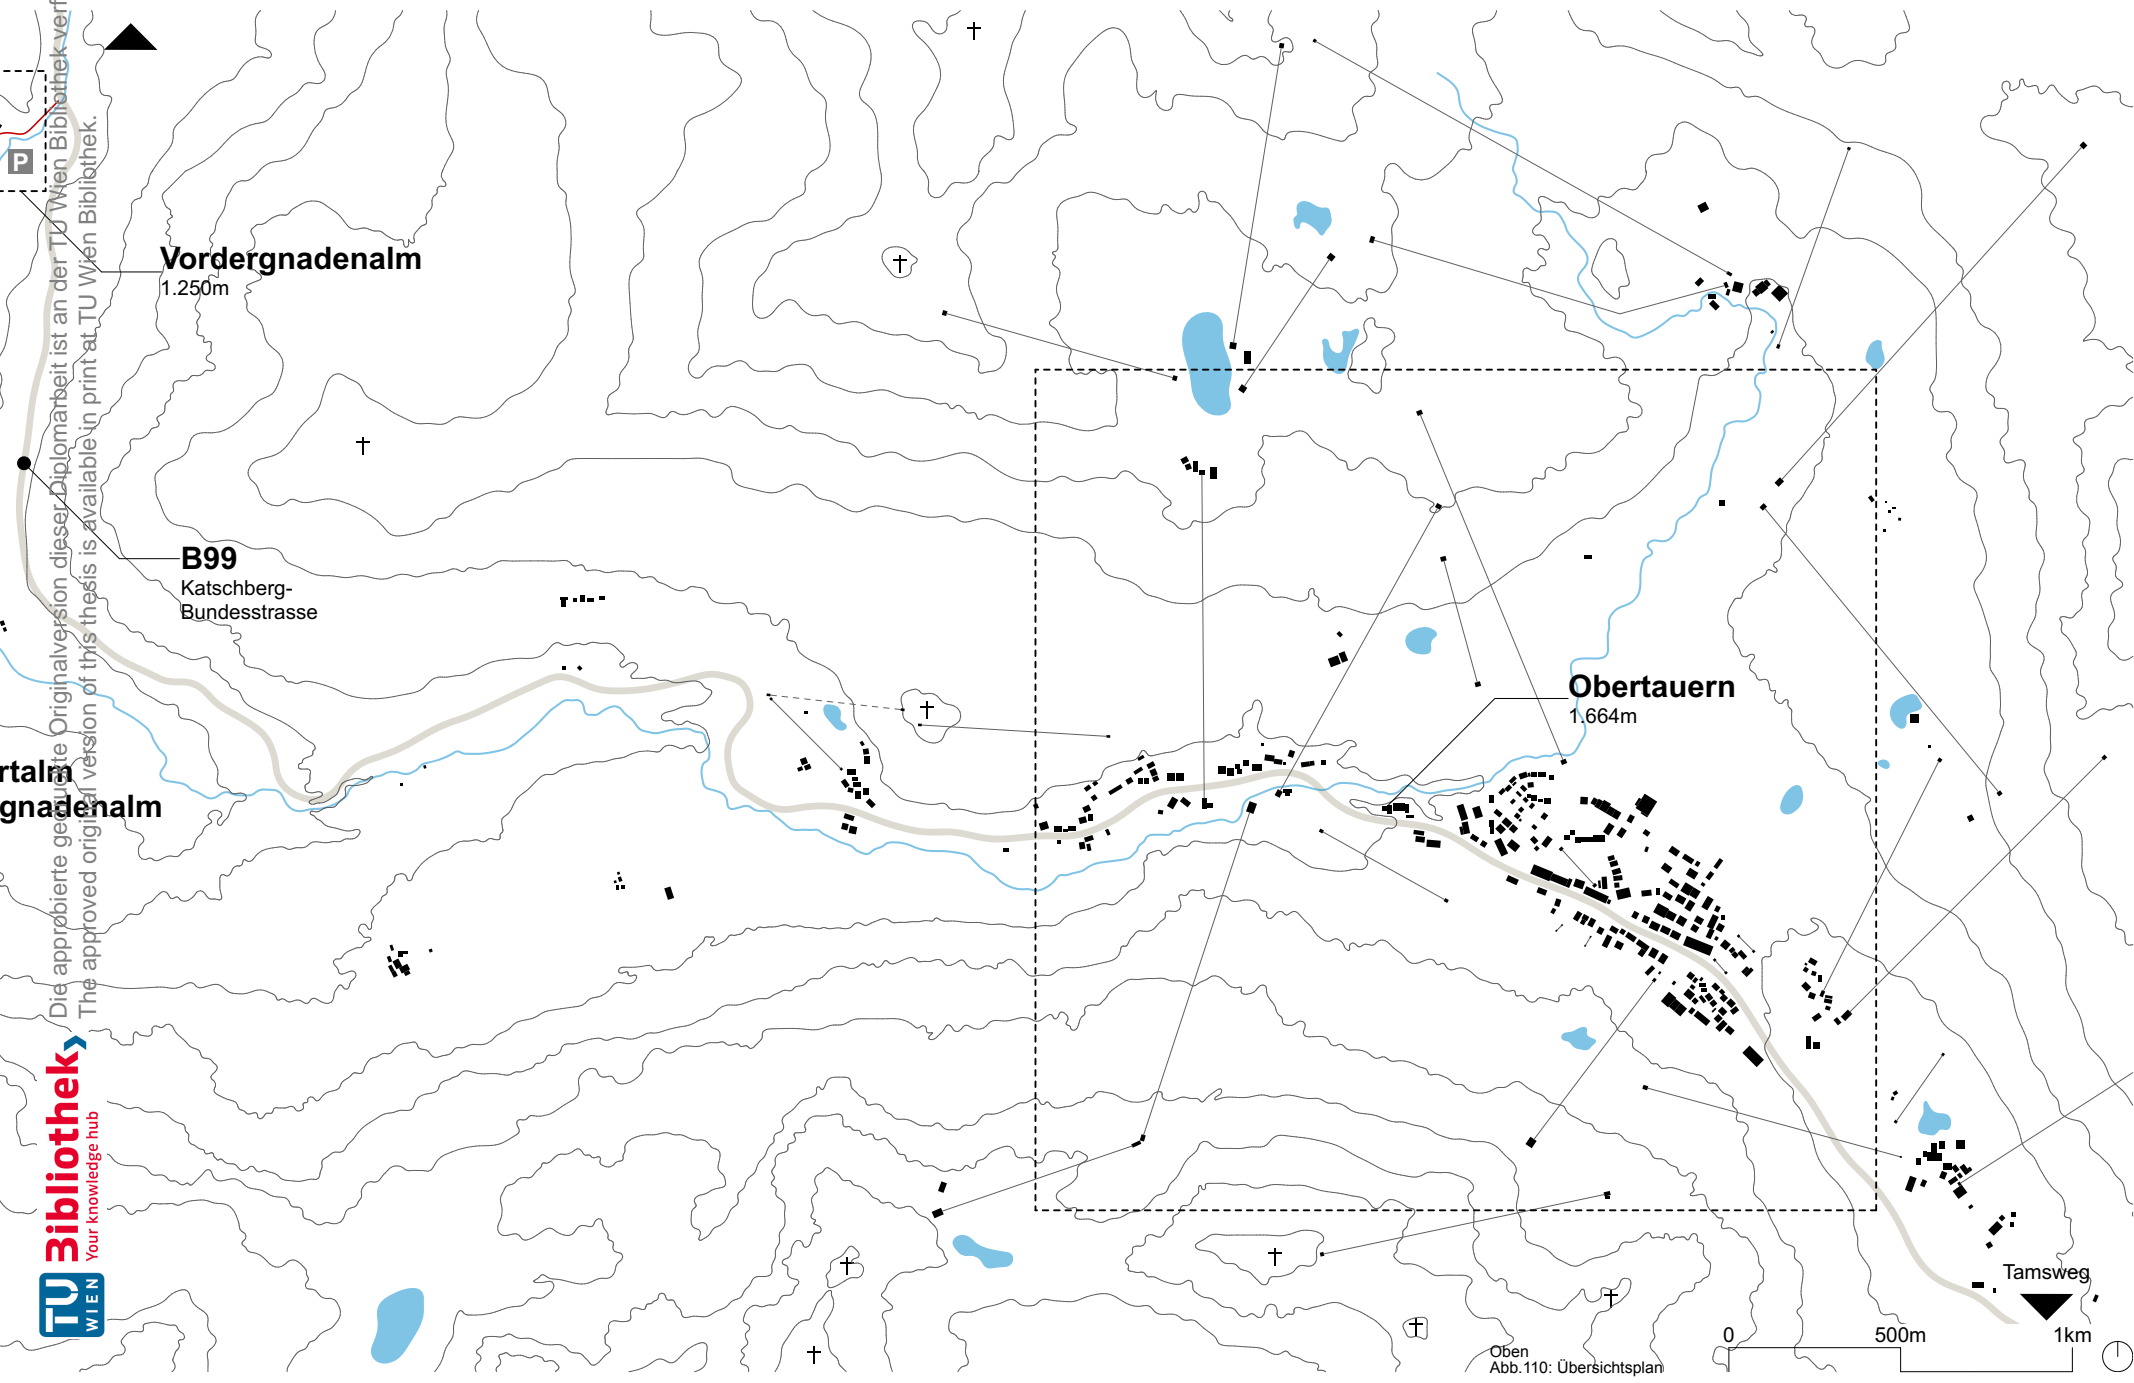 P
Vordergnadenalm
1.250m
B99
Katschberg-
Bundesstrasse
Obertauern
1.664m
rtalm
gnadenalm
Tamsweg
0 500m 1km
Oben
Abb.110: Übersichtsplan
Die approbierte gedruckte Originalversion dieser Diplomarbeit ist an der TU Wien Bibliothek verf
The approved original version of this thesis is available in print at TU Wien Bibliothek.
TU WIEN Bibliothek
Your knowledge hub